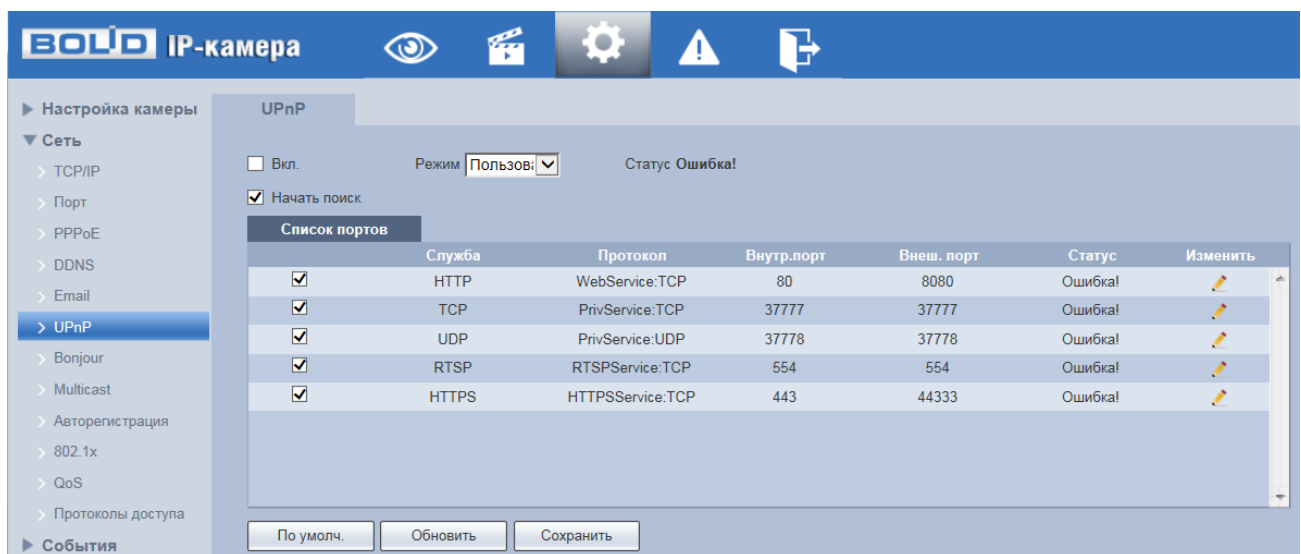 BOLID IP-камера
Настройка камеры
Сеть
TCP/IP
Порт
PPPoE
DDNS
Email
UPnP
Bonjour
Multicast
Авторегистрация
802.1x
QoS
Протоколы доступа
События
UPnP
Вкл. Режим Пользова Статус Ошибка!
Начать поиск
Список портов
Служба Протокол Внутр.порт Внеш. порт Статус Изменить
HTTP WebService:TCP 80 8080 Ошибка!
TCP PrivService:TCP 37777 37777 Ошибка!
UDP PrivService:UDP 37778 37778 Ошибка!
RTSP RTSPService:TCP 554 554 Ошибка!
HTTPS HTTPSService:TCP 443 44333 Ошибка!
По умолч. Обновить Сохранить